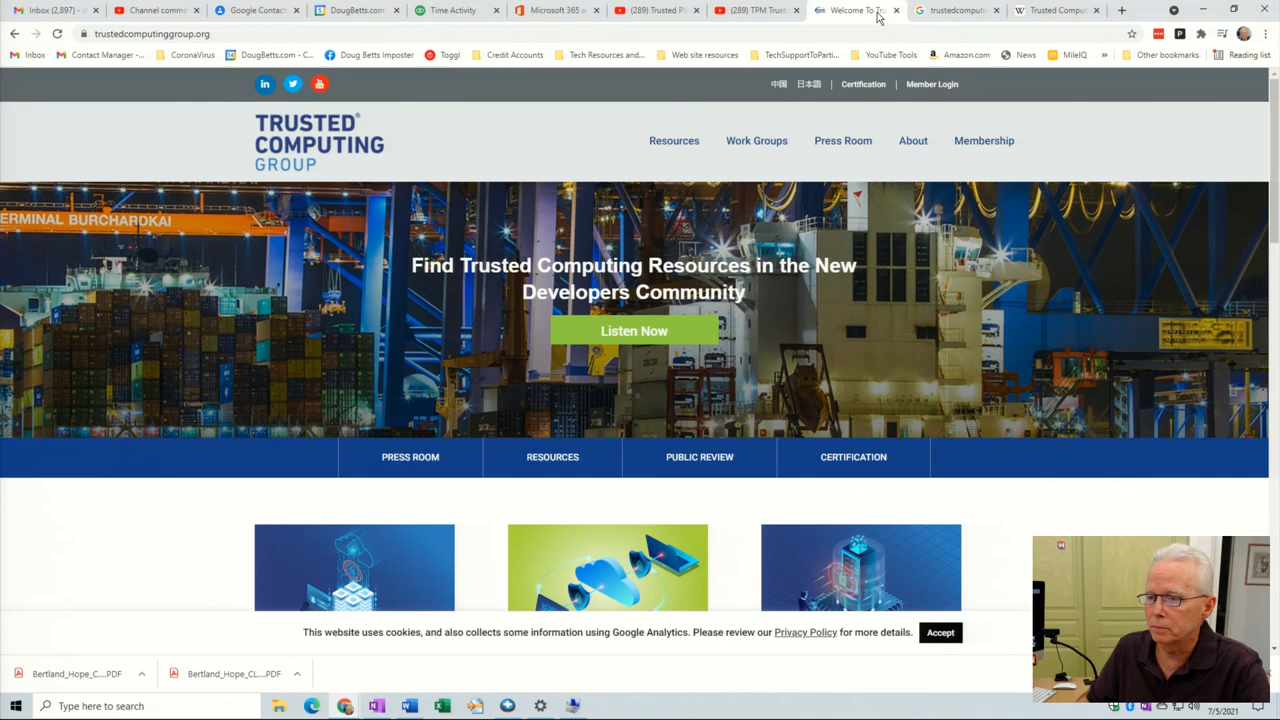 Inbox (2,897) - c
Channel comme
Google Contact
DougBetts.com
Time Activity
Microsoft 365 a
(289) Trusted Pl
(289) TPM Trust
Welcome To Tru
trustedcomputin
Trusted Comput
trustedcomputinggroup.org
Inbox
Contact Manager -...
CoronaVirus
DougBetts.com - C...
Doug Betts Imposter
Toggl
Credit Accounts
Tech Resources and...
Web site resources
TechSupportToParti...
YouTube Tools
Amazon.com
News
MileIQ
»
Other bookmarks
Reading list
中国 日本語 | Certification | Member Login
TRUSTED®
COMPUTING
GROUP
Resources Work Groups Press Room About Membership
TERMINAL BURCHARDKAI
Find Trusted Computing Resources in the New
Developers Community
Listen Now
PRESS ROOM RESOURCES PUBLIC REVIEW CERTIFICATION
This website uses cookies, and also collects some information using Google Analytics. Please review our Privacy Policy for more details. Accept
Bertland_Hope_C....PDF
Bertland_Hope_CL....PDF
Type here to search
7/5/2021